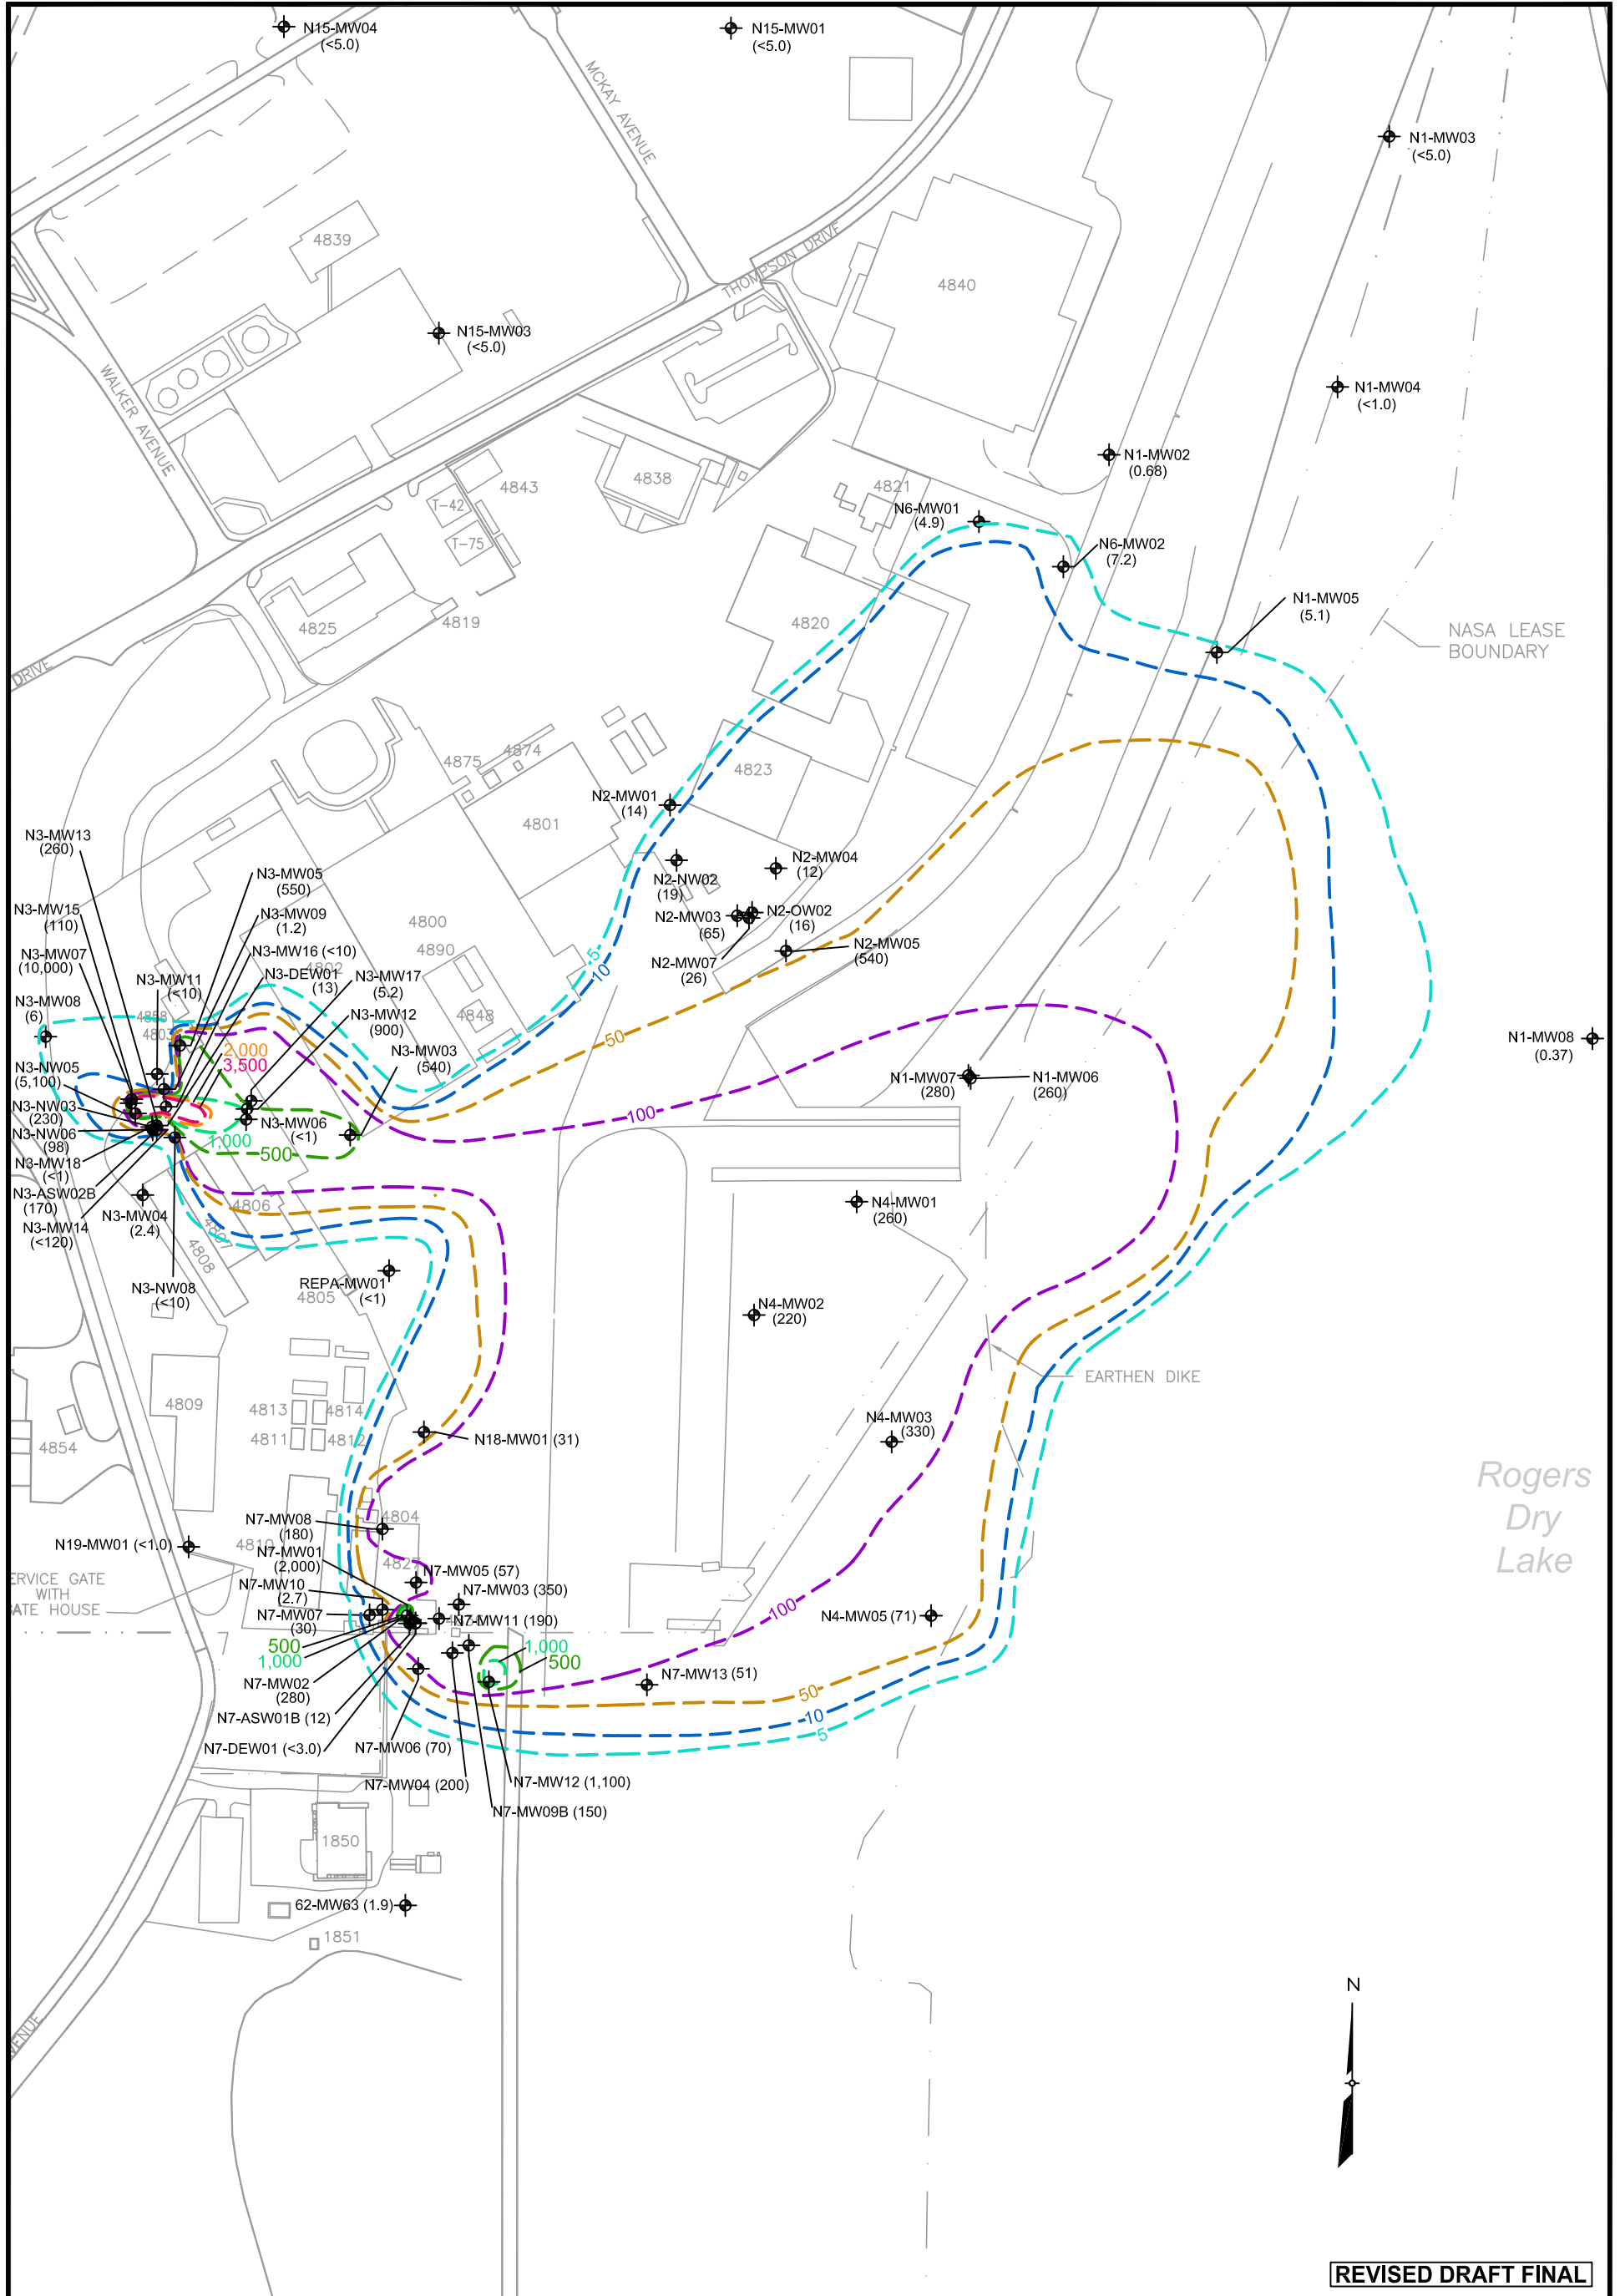 N15-MW04
(<5.0)
N15-MW01
(<5.0)
MCKAY AVENUE
N1-MW03
(<5.0)
4839
THOMPSON DRIVE
4840
N15-MW03
(<5.0)
WALKER AVENUE
N1-MW04
(<1.0)
N1-MW02
(0.68)
4838
4843
T-42
T-75
4821
N6-MW01
(4.9)
N6-MW02
(7.2)
N1-MW05
(5.1)
NASA LEASE
BOUNDARY
4825
4819
4820
DRIVE
4875
4874
4823
N2-MW01
(14)
4801
N3-MW13
(260)
N2-NW02
(19)
N2-MW04
(12)
N3-MW05
(550)
N3-MW15
(110)
N3-MW09
(1.2)
4800
N2-MW03
(65)
N2-OW02
(16)
N3-MW07
(10,000)
N3-MW16 (<10)
4890
5
10
N2-MW05
(540)
N2-MW07
(26)
N3-MW11
(<10)
4802
N3-DEW01
(13)
N3-MW17
(5.2)
N3-MW08
(6)
4858
4803
N3-MW12
(900)
4848
50
N1-MW08
(0.37)
2,000
3,500
N3-MW03
(540)
N3-NW05
(5,100)
N1-MW07
(280)
N1-MW06
(260)
N3-NW03
(230)
N3-MW06
(<1)
100
N3-NW06
(98)
1,000
500
N3-MW18
(<1)
N3-ASW02B
(170)
N3-MW04
(2.4)
4806
N4-MW01
(260)
N3-MW14
(<120)
4807
4808
N3-NW08
(<10)
REPA-MW01
(<1)
4805
N4-MW02
(220)
EARTHEN DIKE
4809
4813
4814
4811
4812
4854
N4-MW03
(330)
N18-MW01 (31)
Rogers
Dry
Lake
N7-MW08
(180)
4804
N19-MW01 (<1.0)
4810
N7-MW01
(2,000)
4827
N7-MW05 (57)
ERVICE GATE
WITH
ATE HOUSE
N7-MW10
(2.7)
N7-MW03 (350)
N7-MW07
(30)
N7-MW11 (190)
100
N4-MW05 (71)
500
1,000
1,000
500
N7-MW02
(280)
N7-MW13 (51)
50
N7-ASW01B (12)
10
5
N7-DEW01 (<3.0)
N7-MW06 (70)
N7-MW04 (200)
N7-MW12 (1,100)
N7-MW09B (150)
1850
62-MW63 (1.9)
1851
VENUE
N
REVISED DRAFT FINAL